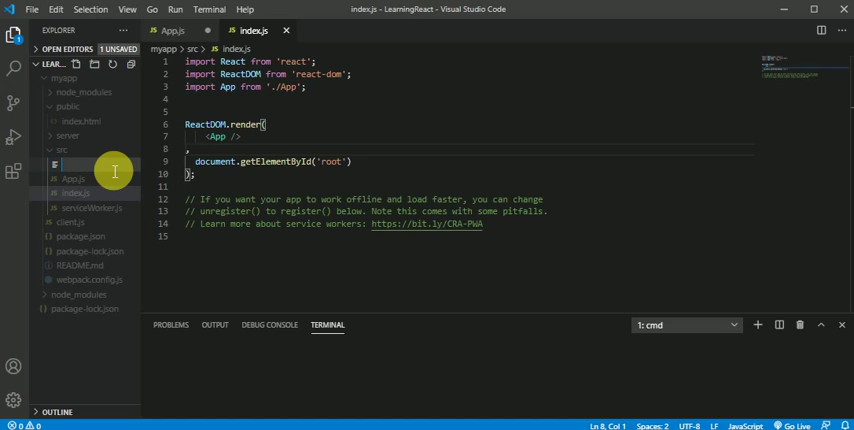 File Edit Selection View Go Run Terminal Help
index.js - LearningReact - Visual Studio Code
EXPLORER
OPEN EDITORS 1 UNSAVED
LEAR...
myapp
node_modules
public
index.html
server
src
App.js
index.js
serviceWorker.js
client.js
package.json
package-lock.json
README.md
webpack.config.js
node_modules
package-lock.json
OUTLINE
1
JS App.js
JS index.js
myapp > src > JS index.js
1 import React from 'react';
2 import ReactDOM from 'react-dom';
3 import App from './App';
4
5
6 ReactDOM.render(
7 <App />
8 ,
9 document.getElementById('root')
10 );
11
12 // If you want your app to work offline and load faster, you can change
13 // unregister() to register() below. Note this comes with some pitfalls.
14 // Learn more about service workers: https://bit.ly/CRA-PWA
15
PROBLEMS OUTPUT DEBUG CONSOLE TERMINAL
1: cmd
0 0
Ln 8, Col 1 Spaces: 2 UTF-8 LF JavaScript Go Live